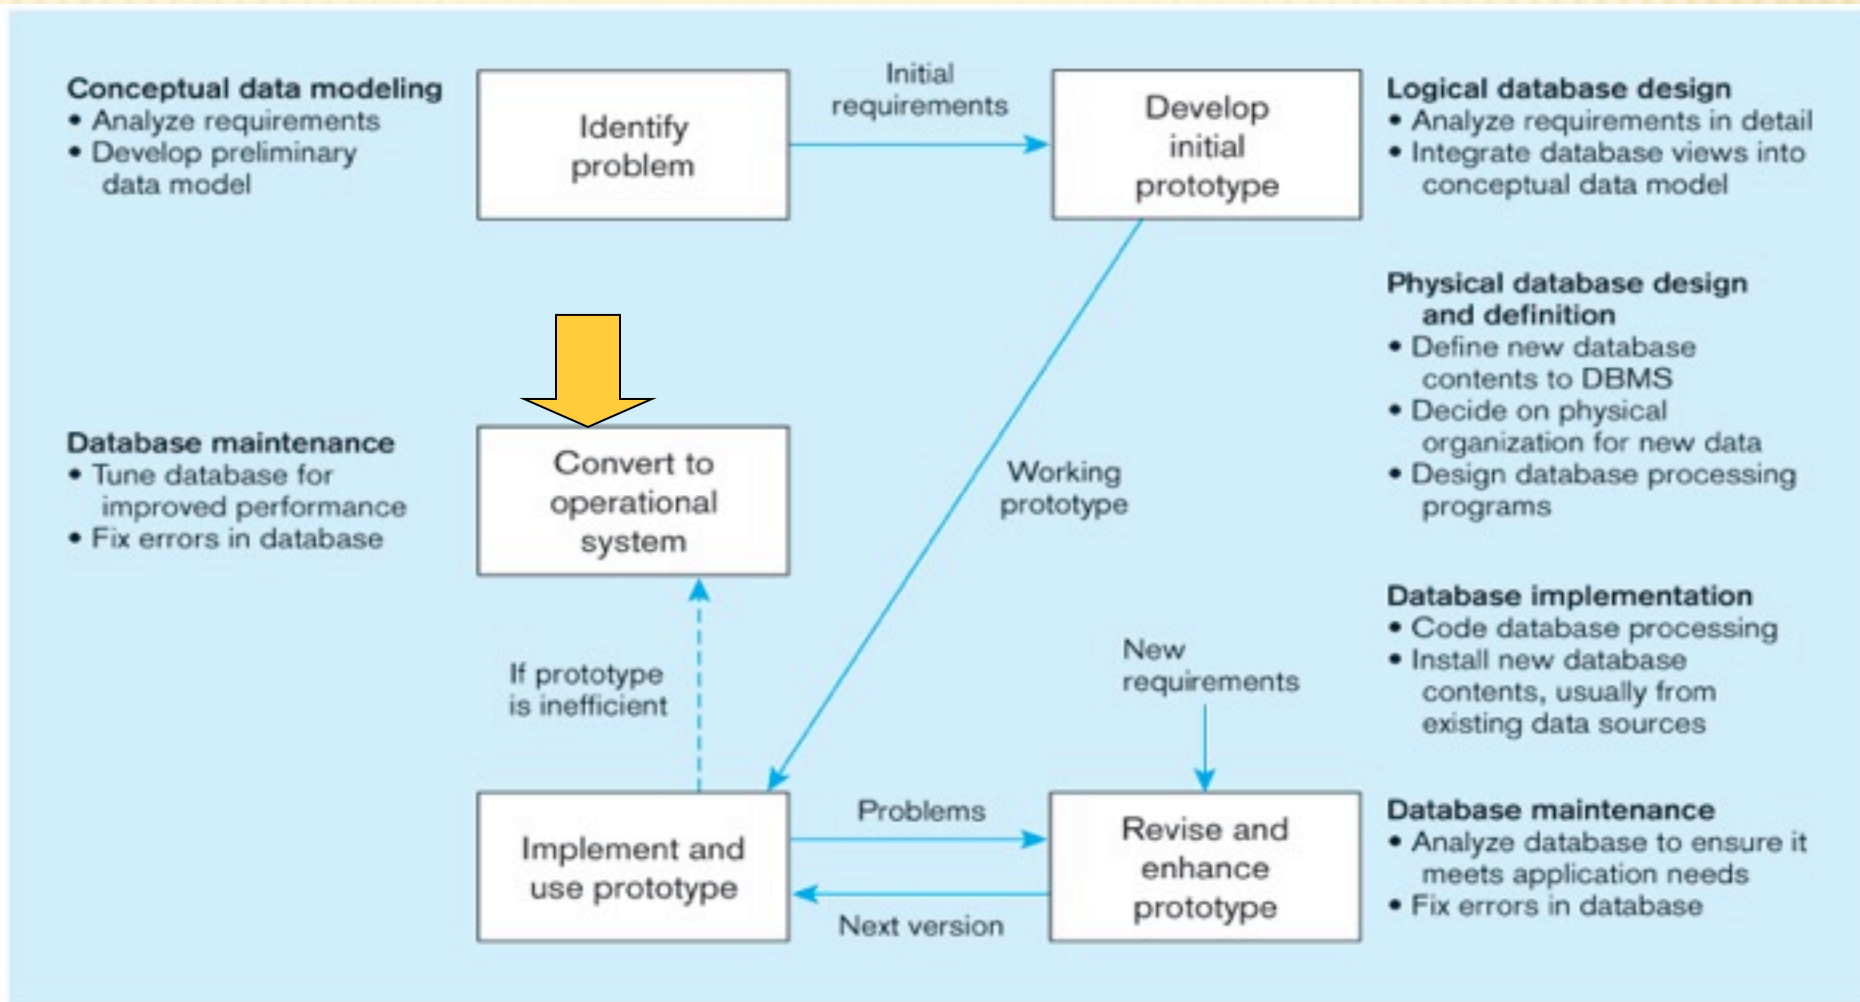 Conceptual data modeling
• Analyze requirements
• Develop preliminary
data model
Identify
problem
Initial
requirements
Develop
initial
prototype
Logical database design
• Analyze requirements in detail
• Integrate database views into
conceptual data model
Physical database design
and definition
• Define new database
contents to DBMS
• Decide on physical
organization for new data
• Design database processing
programs
Database maintenance
• Tune database for
improved performance
• Fix errors in database
Convert to
operational
system
Working
prototype
Database implementation
• Code database processing
• Install new database
contents, usually from
existing data sources
If prototype
is inefficient
New
requirements
Implement and
use prototype
Problems
Next version
Revise and
enhance
prototype
Database maintenance
• Analyze database to ensure it
meets application needs
• Fix errors in database